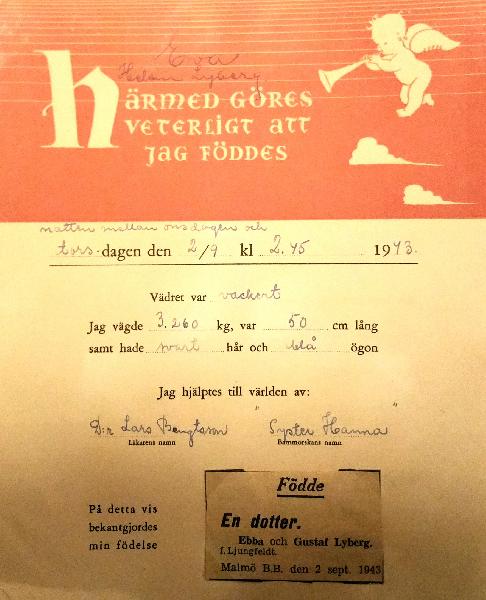 Eva
Helen Lyberg
HÄRMED GÖRES
VETERLIGT ATT
JAG FÖDDES
natten mellan onsdagen och
tors-dagen den 2/9 kl 2.45 1943.
Vädret var vackert
Jag vägde 3.260 kg, var 50 cm lång
samt hade svart hår och blå ögon
Jag hjälptes till världen av:
D:r Lars Bengtsson "Syster Hanna"
Läkarens namn Barnmorskans namn
På detta vis
bekantgjordes
min födelse
Födde
En dotter.
Ebba och Gustaf Lyberg.
f. Ljungfeldt.
Malmö B.B. den 2 sept. 1943